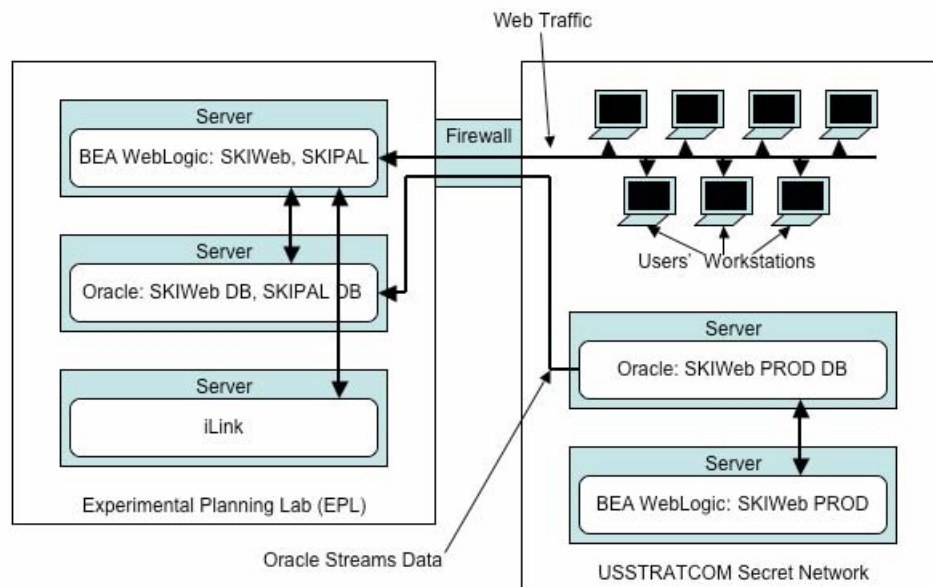 Web Traffic
Server
BEA WebLogic: SKIWeb, SKIPAL
Server
Oracle: SKIWeb DB, SKIPAL DB
Server
iLink
Experimental Planning Lab (EPL)
Firewall
Users' Workstations
Server
Oracle: SKIWeb PROD DB
Server
BEA WebLogic: SKIWeb PROD
Oracle Streams Data
USSTRATCOM Secret Network